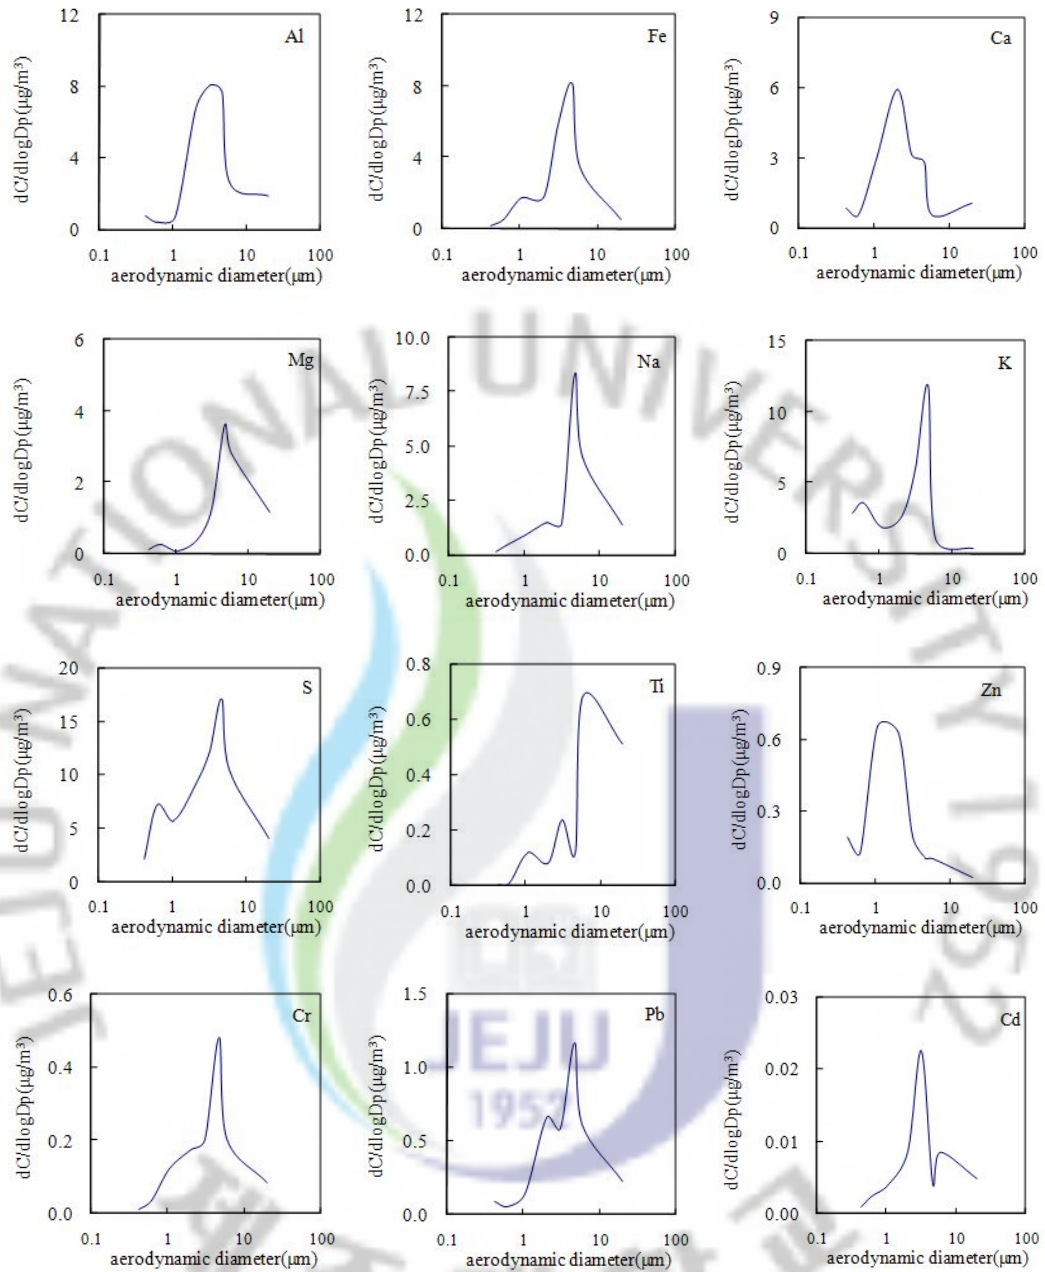 12
8
4
0
dC/dlogDp(μg/m³)
Al
0.1 1 10 100
aerodynamic diameter(μm)
12
8
4
0
dC/dlogDp(μg/m³)
Fe
0.1 1 10 100
aerodynamic diameter(μm)
9
6
3
0
dC/dlogDp(μg/m³)
Ca
0.1 1 10 100
aerodynamic diameter(μm)
6
4
2
0
dC/dlogDp(μg/m³)
Mg
0.1 1 10 100
aerodynamic diameter(μm)
10.0
7.5
5.0
2.5
0.0
dC/dlogDp(μg/m³)
Na
0.1 1 10 100
aerodynamic diameter(μm)
15
10
5
0
dC/dlogDp(μg/m³)
K
0.1 1 10 100
aerodynamic diameter(μm)
20
15
10
5
0
dC/dlogDp(μg/m³)
S
0.1 1 10 100
aerodynamic diameter(μm)
0.8
0.6
0.4
0.2
0.0
dC/dlogDp(μg/m³)
Ti
0.1 1 10 100
aerodynamic diameter(μm)
0.9
0.6
0.3
0.0
dC/dlogDp(μg/m³)
Zn
0.1 1 10 100
aerodynamic diameter(μm)
0.6
0.4
0.2
0.0
dC/dlogDp(μg/m³)
Cr
0.1 1 10 100
aerodynamic diameter(μm)
1.5
1.0
0.5
0.0
dC/dlogDp(μg/m³)
Pb
0.1 1 10 100
aerodynamic diameter(μm)
0.03
0.02
0.01
0.00
dC/dlogDp(μg/m³)
Cd
0.1 1 10 100
aerodynamic diameter(μm)
JEJU NATIONAL UNIVERSITY 1952
JEJU
1952